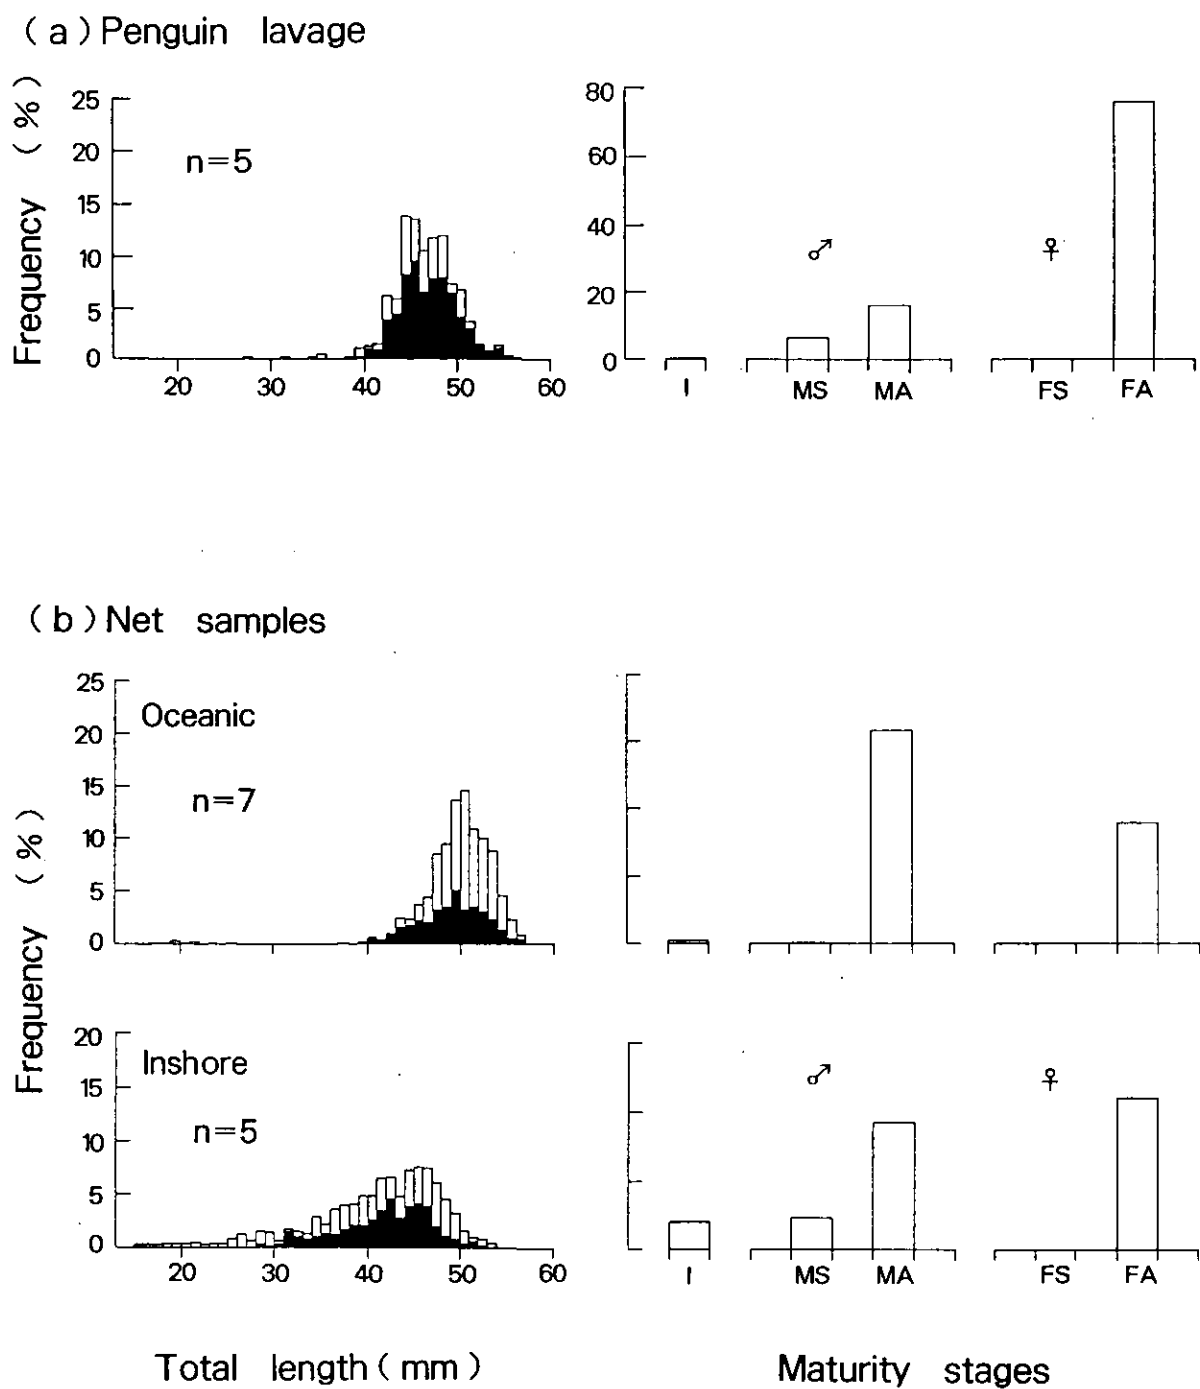 (a) Penguin lavage
Frequency (%)
25
20
15
10
5
0
n=5
20 30 40 50 60
80
60
40
20
0
♂ ♀
I MS MA FS FA
(b) Net samples
Frequency (%)
25
20
15
10
5
0
Oceanic
n=7
20
15
10
5
0
Inshore
n=5
♂ ♀
20 30 40 50 60
I MS MA FS FA
Total length (mm)
Maturity stages